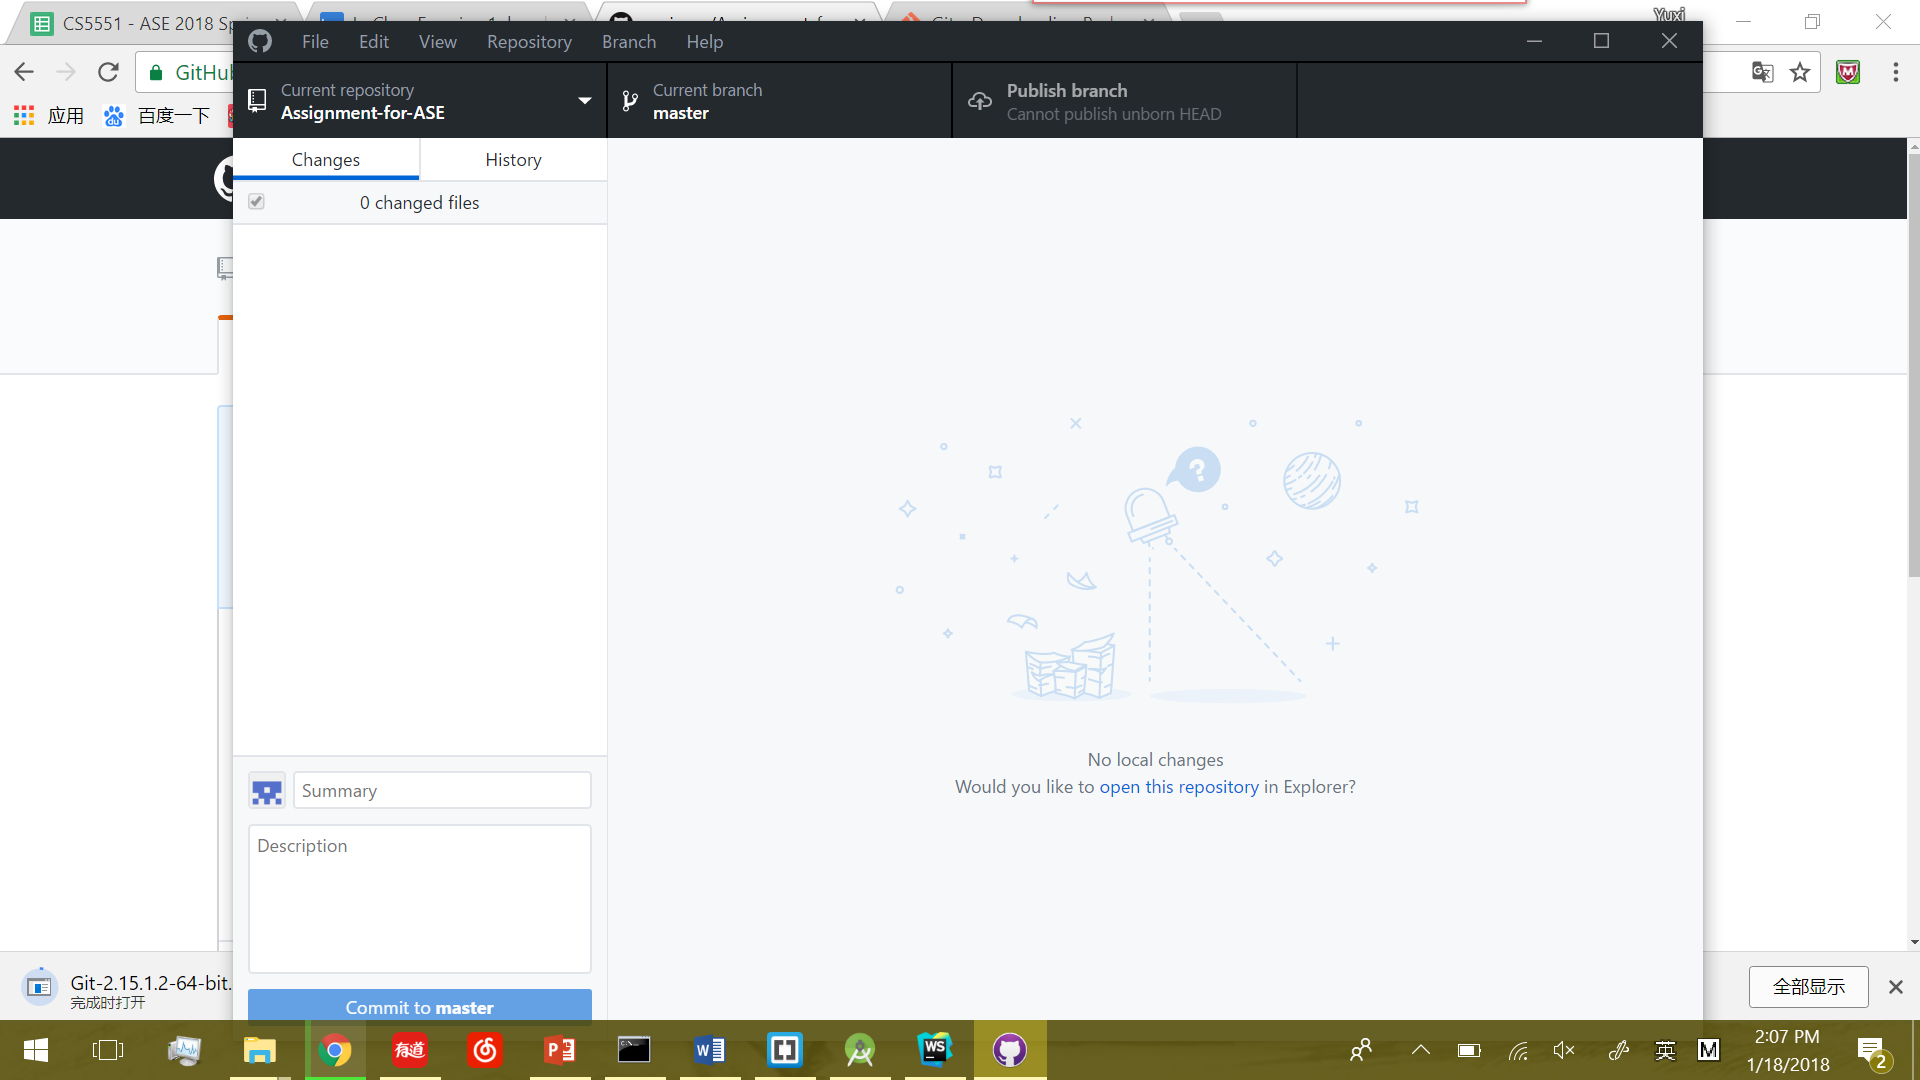 CS5551 - ASE 2018 Sp
Yuxi
File Edit View Repository Branch Help
GitHub
应用 百度一下
Current repository
Assignment-for-ASE
Current branch
master
Publish branch
Cannot publish unborn HEAD
Changes History
0 changed files
?
No local changes
Would you like to open this repository in Explorer?
Summary
Description
Commit to master
Git-2.15.1.2-64-bit.
完成时打开
全部显示
有道
WS
英
M
2:07 PM
1/18/2018
2